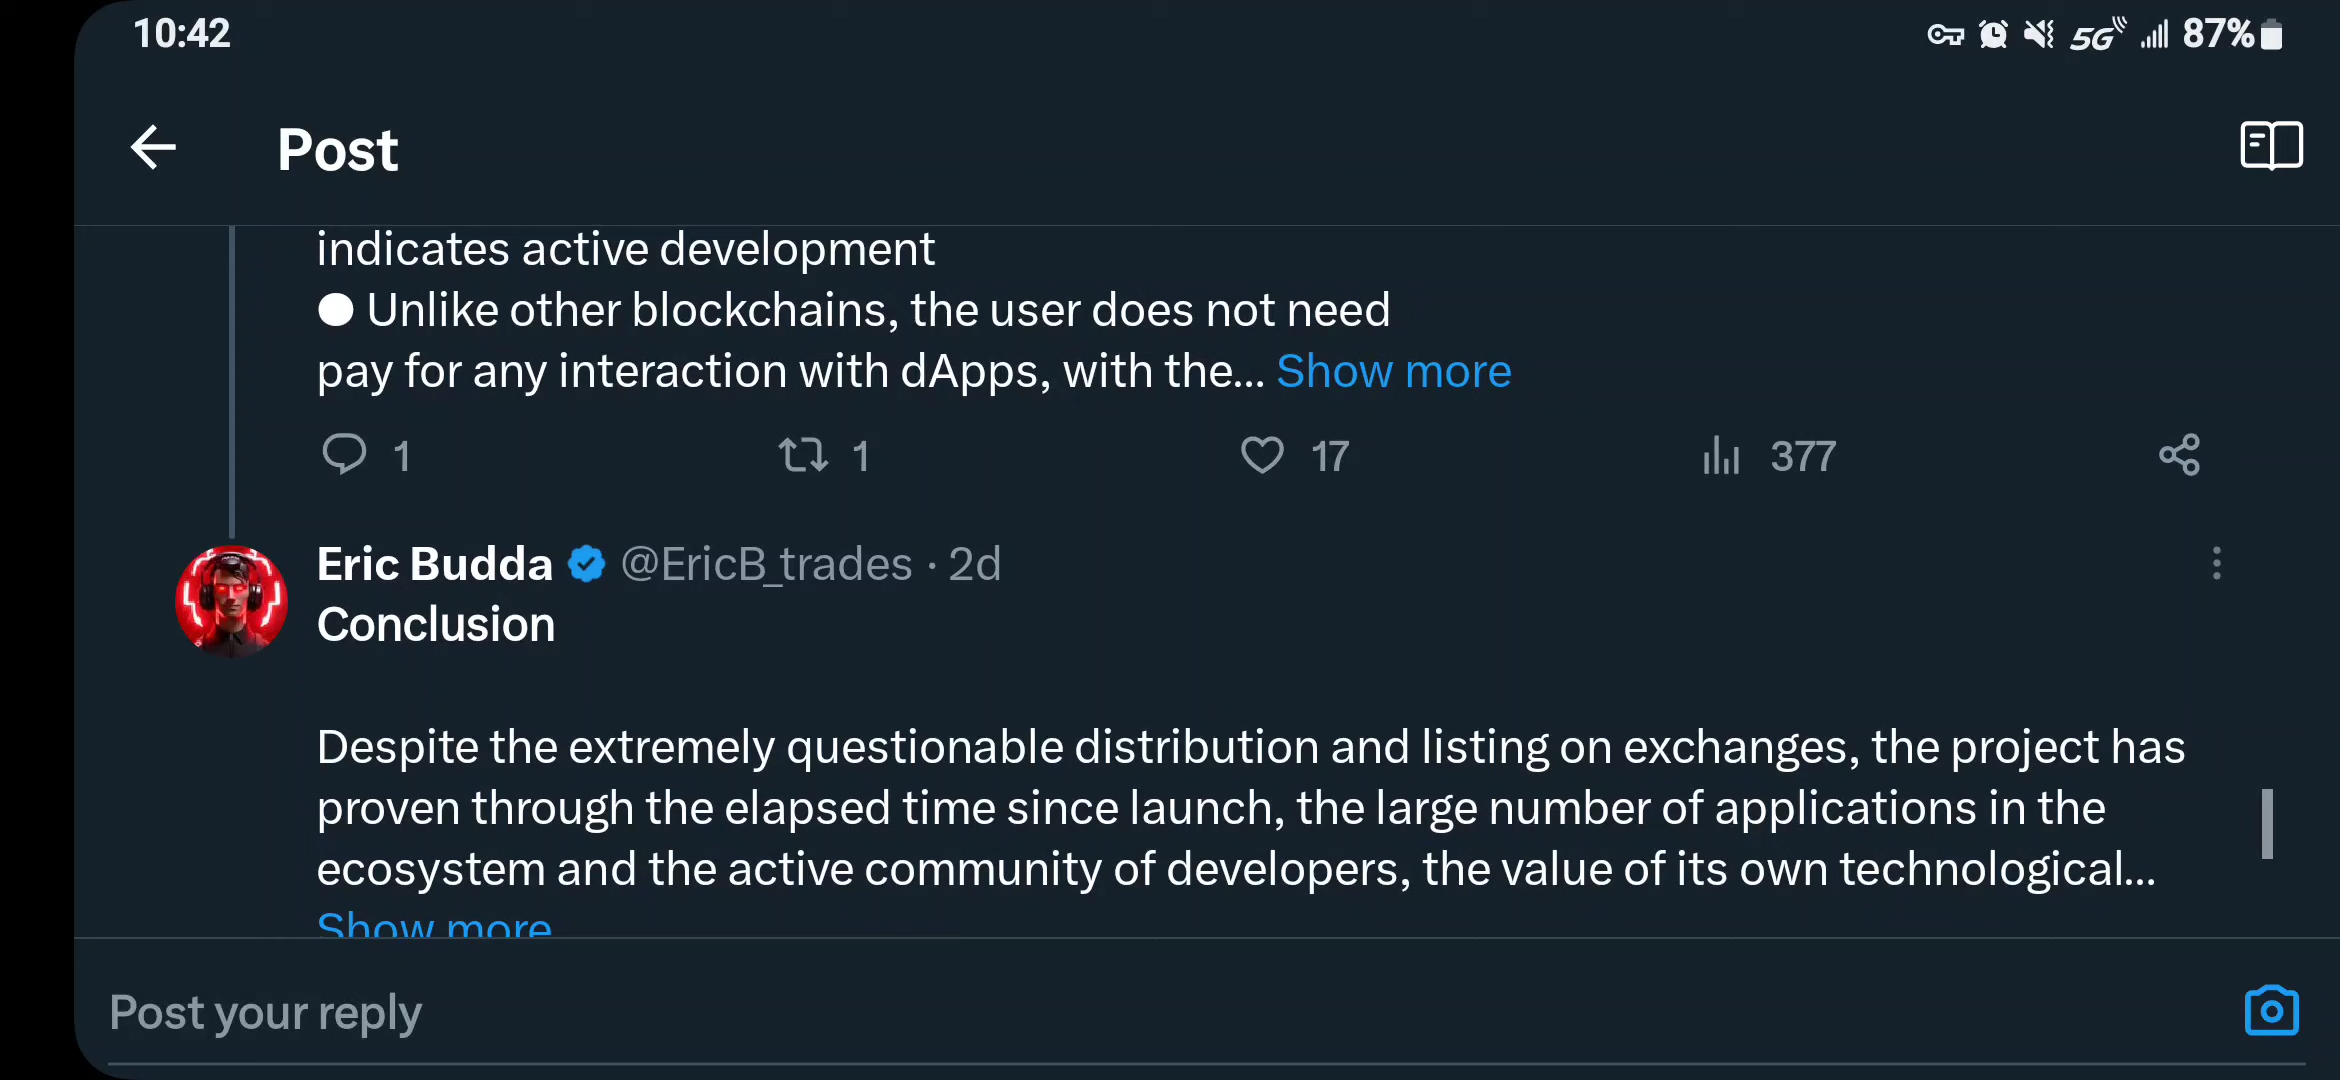 10:42
5G 87%
Post
indicates active development
● Unlike other blockchains, the user does not need
pay for any interaction with dApps, with the... Show more
1 1 17 377
Eric Budda @EricB_trades · 2d
Conclusion
Despite the extremely questionable distribution and listing on exchanges, the project has
proven through the elapsed time since launch, the large number of applications in the
ecosystem and the active community of developers, the value of its own technological...
Show more
Post your reply